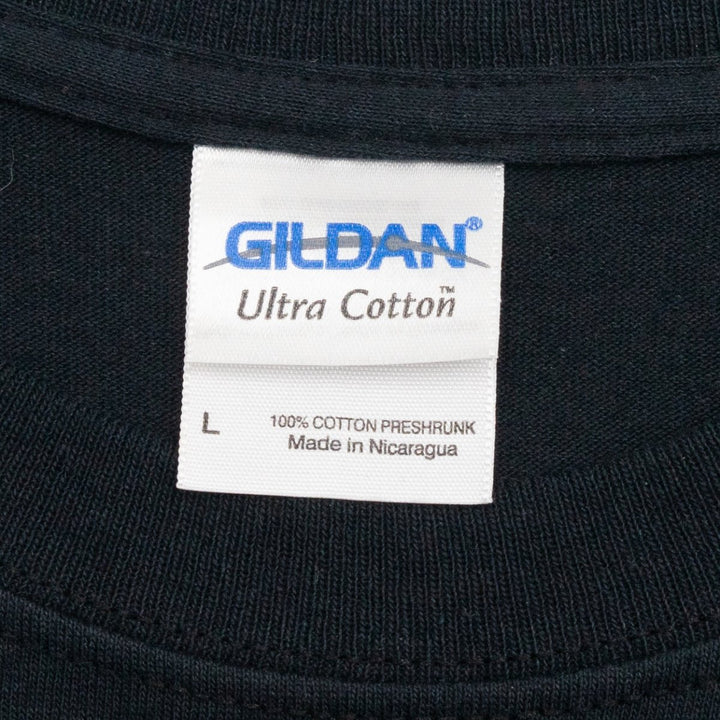 GILDAN®
Ultra Cotton™
L
100% COTTON PRESHRUNK
Made in Nicaragua